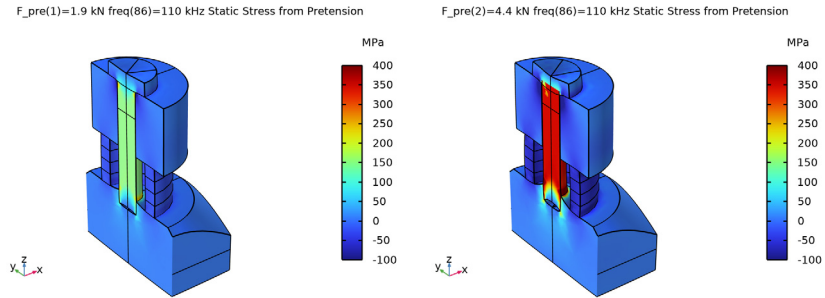 F_pre(1)=1.9 kN freq(86)=110 kHz Static Stress from Pretension
MPa
400
350
300
250
200
150
100
50
0
-50
-100
z
y
x
F_pre(2)=4.4 kN freq(86)=110 kHz Static Stress from Pretension
MPa
400
350
300
250
200
150
100
50
0
-50
-100
z
y
x